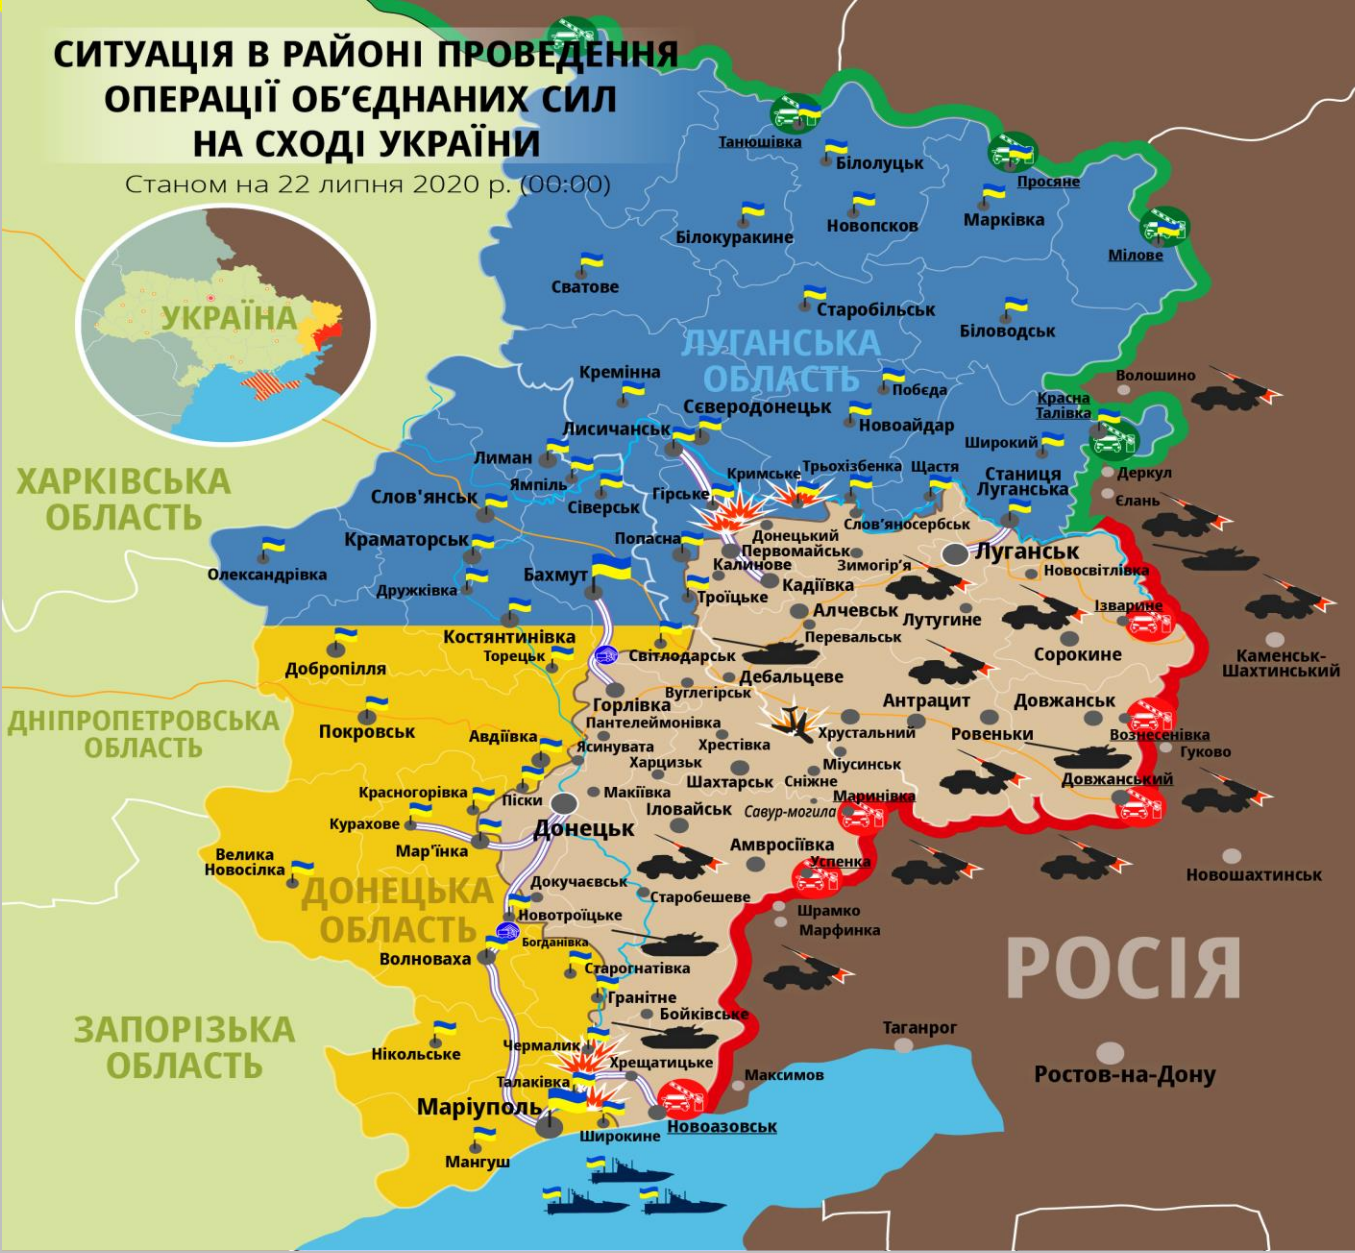 СИТУАЦІЯ В РАЙОНІ ПРОВЕДЕННЯ
ОПЕРАЦІЇ ОБ’ЄДНАНИХ СИЛ
НА СХОДІ УКРАЇНИ
Станом на 22 липня 2020 р. (00:00)
УКРАЇНА
Танюшівка
Білолуцьк
Просяне
Білокуракине
Новопсков
Марківка
Мілове
Сватове
Старобільськ
Біловодськ
ЛУГАНСЬКА
ОБЛАСТЬ
Кремінна
Побєда
Волошино
Красна
Талівка
Сєверодонецьк
Лисичанськ
Новоайдар
Широкий
ХАРКІВСЬКА
ОБЛАСТЬ
Лиман
Ямпіль
Кримське
Трьохізбенка
Щастя
Станиця
Луганська
Деркул
Слов'янськ
Сіверськ
Гірське
Єлань
Слов’яносербськ
Краматорськ
Попасна
Донецький
Первомайськ
Луганськ
Олександрівка
Бахмут
Калинове
Зимогір’я
Новосвітлівка
Дружківка
Кадіївка
Троїцьке
Алчевськ
Лутугине
Ізварине
Костянтинівка
Перевальськ
Торецьк
Світлодарськ
Сорокине
Каменськ-
Шахтинський
Добропілля
Дебальцеве
Вуглегірськ
Горлівка
Антрацит
Довжанськ
ДНІПРОПЕТРОВСЬКА
ОБЛАСТЬ
Покровськ
Пантелеймонівка
Хрустальний
Ровеньки
Вознесенівка
Авдіївка
Ясинувата
Хрестівка
Гуково
Харцизьк
Міусинськ
Шахтарськ
Сніжне
Довжанський
Красногорівка
Піски
Макіївка
Маринівка
Іловайськ
Савур-могила
Курахове
Донецьк
Мар'їнка
Амвросіївка
Велика
Новосілка
Успенка
Новошахтинськ
ДОНЕЦЬКА
ОБЛАСТЬ
Докучаєвськ
Старобешеве
Новотроїцьке
Шрамко
Марфинка
Богданівка
Волноваха
Старогнатівка
РОСІЯ
Гранітне
Бойківське
ЗАПОРІЗЬКА
ОБЛАСТЬ
Таганрог
Нікольське
Чермалик
Хрещатицьке
Талаківка
Максимов
Ростов-на-Дону
Маріуполь
Новоазовськ
Широкине
Мангуш